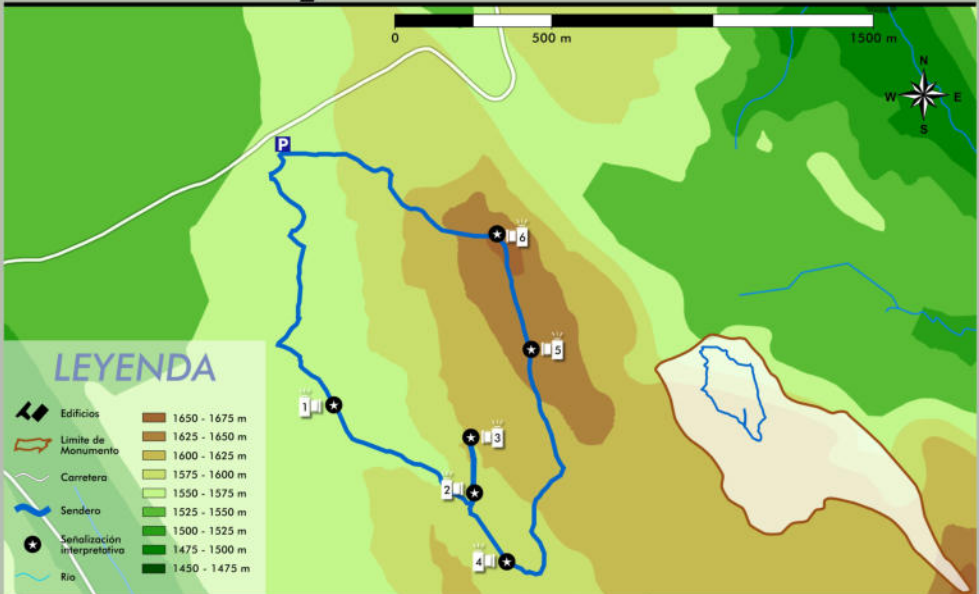 0
500 m
1500 m
N
W E
S
P
6
5
1
3
2
4
LEYENDA
Edificios
Límite de
Monumento
Carretera
Sendero
Señalización
interpretativa
Río
1650 - 1675 m
1625 - 1650 m
1600 - 1625 m
1575 - 1600 m
1550 - 1575 m
1525 - 1550 m
1500 - 1525 m
1475 - 1500 m
1450 - 1475 m